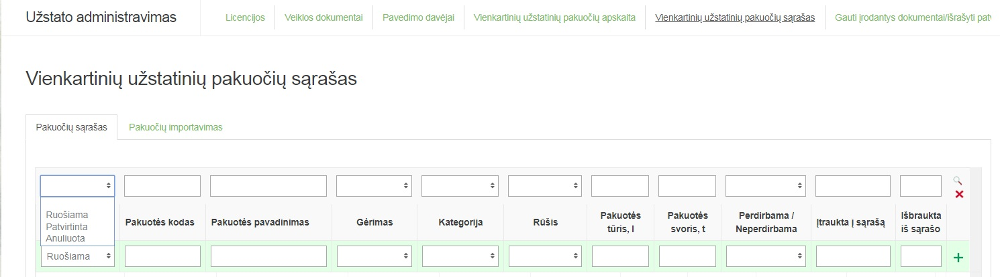 Užstato administravimas
Licencijos
Veiklos dokumentai
Pavedimo davėjai
Vienkartinių užstatinių pakuočių apskaita
Vienkartinių užstatinių pakuočių sąrašas
Gauti įrodantys dokumentai/išrašyti patv
Vienkartinių užstatinių pakuočių sąrašas
Pakuočių sąrašas
Pakuočių importavimas
Ruošiama
Patvirtinta
Anuliuota
Pakuotės kodas
Pakuotės pavadinimas
Gėrimas
Kategorija
Rūšis
Pakuotės
tūris, l
Pakuotės
svoris, t
Perdirbama /
Neperdirbama
Įtraukta į sąrašą
Išbraukta
iš sąrašo
Ruošiama